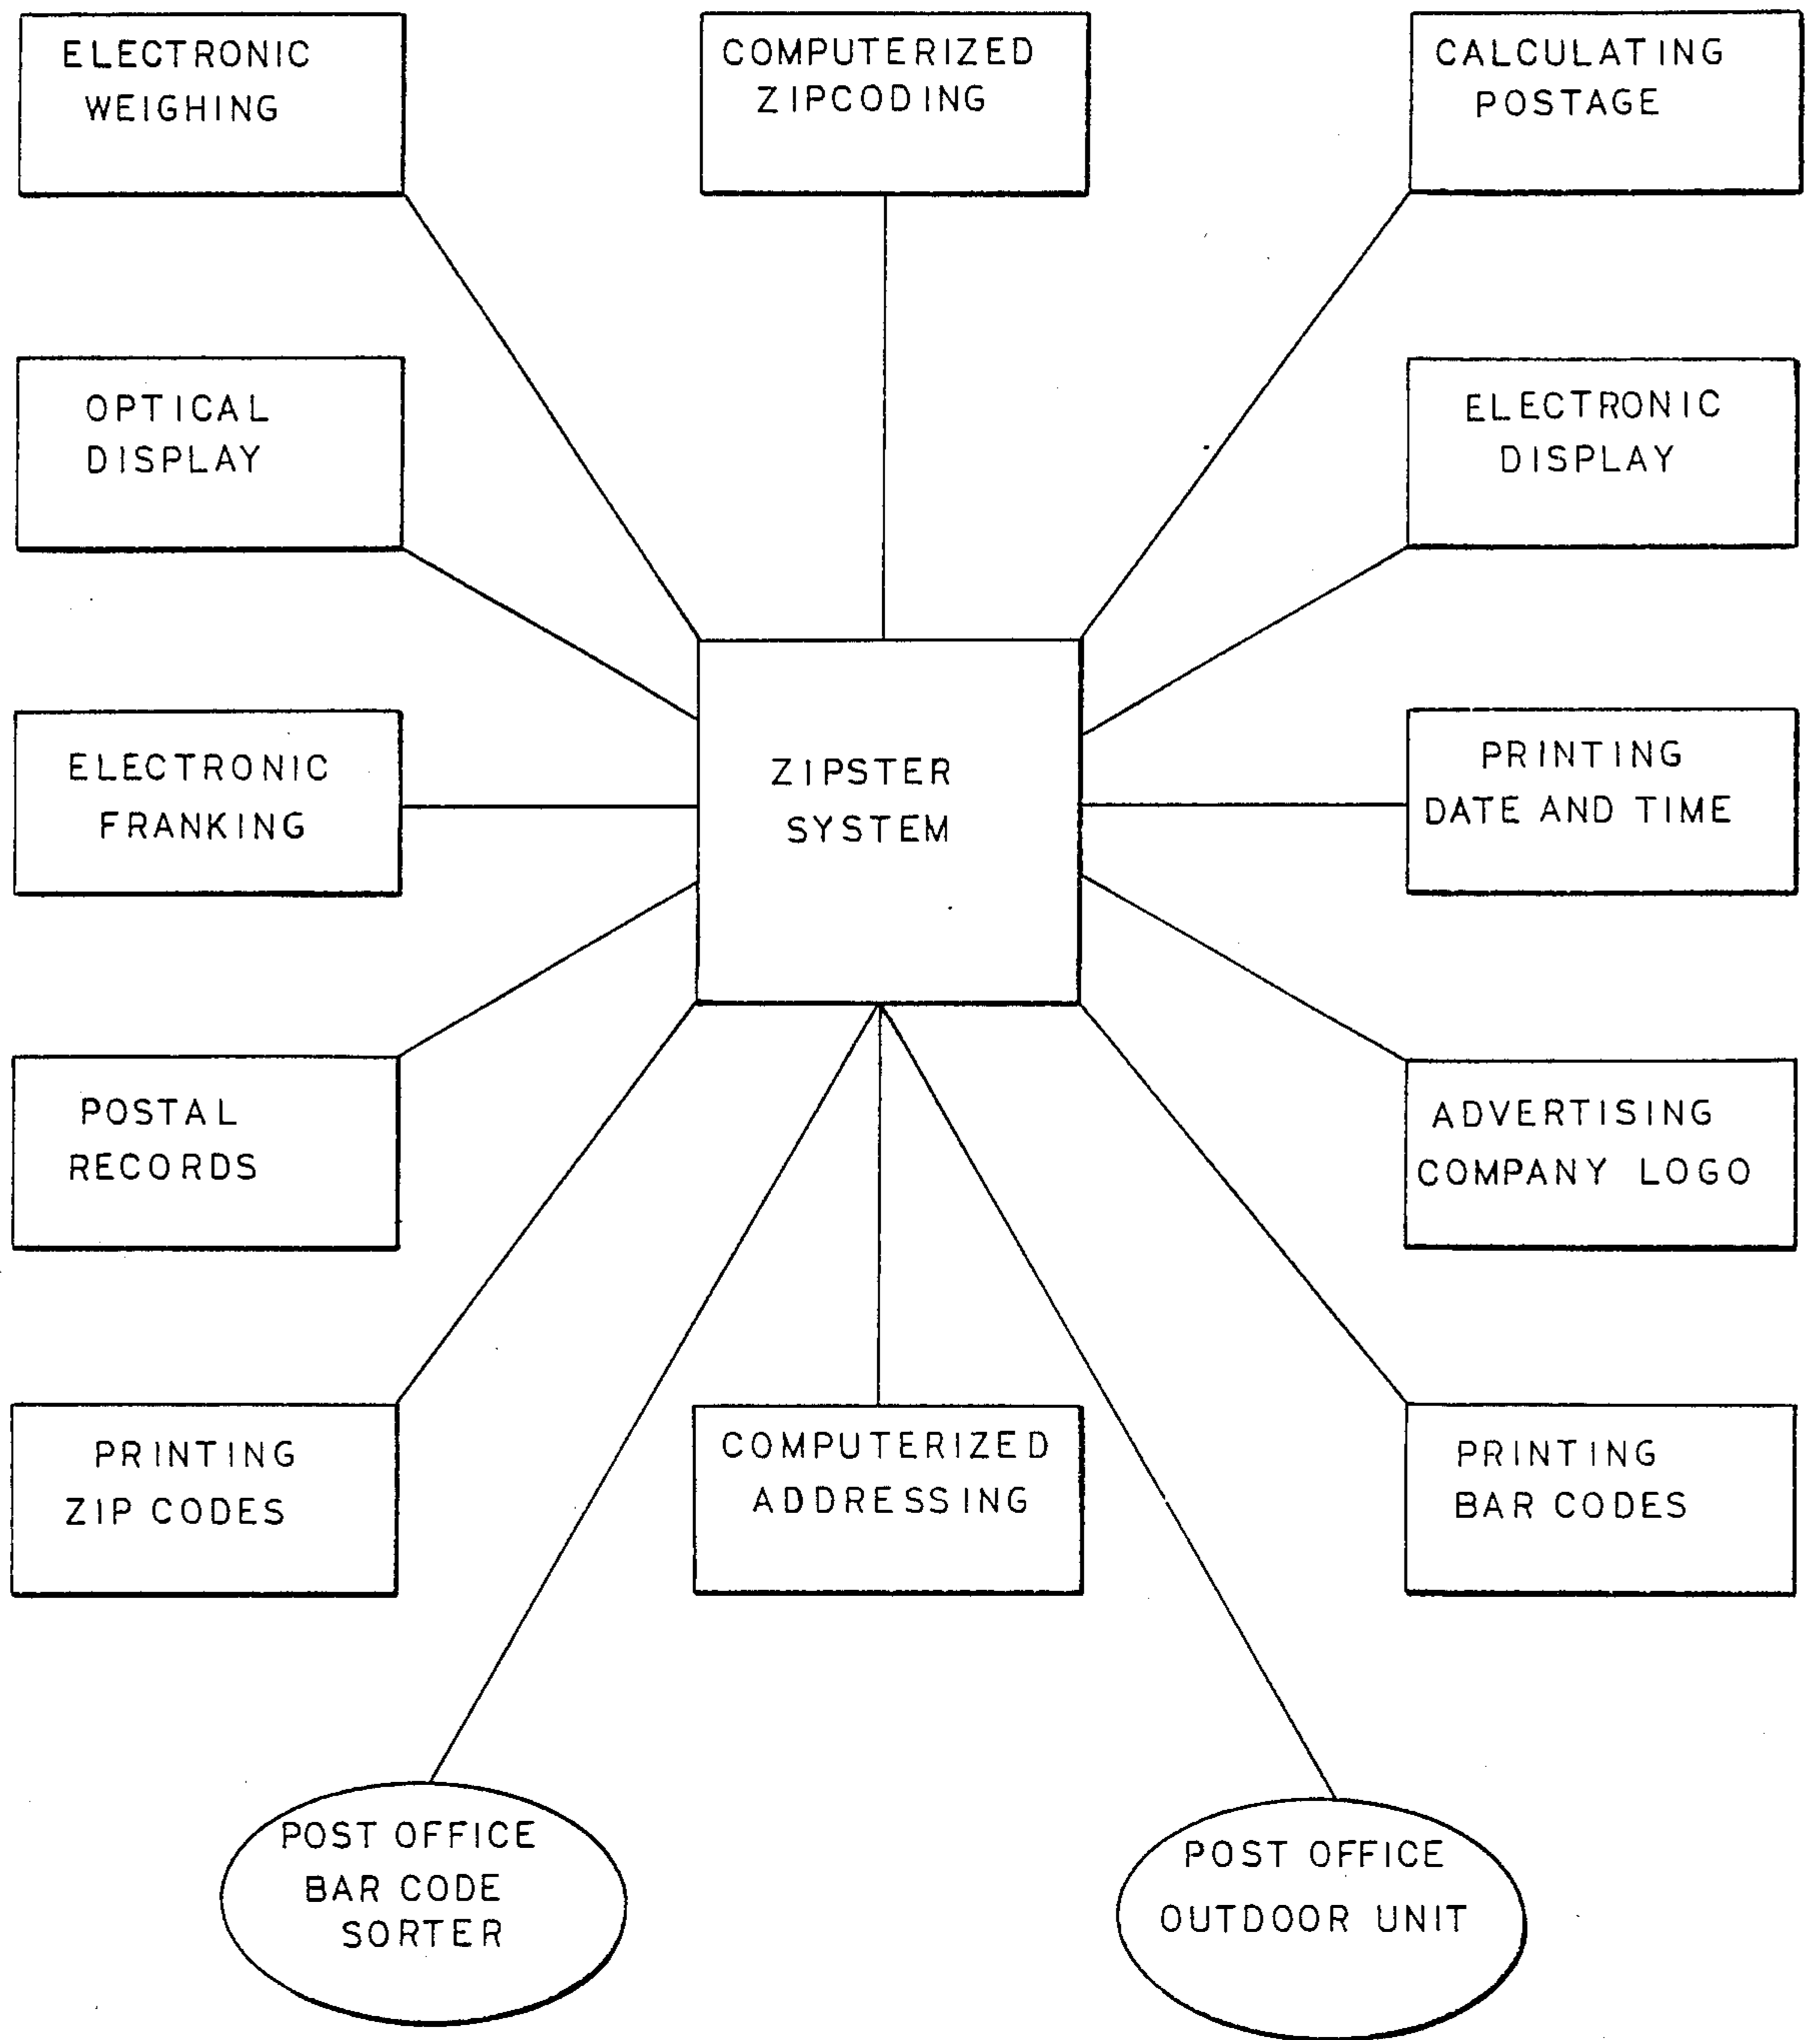 ELECTRONIC
WEIGHING
COMPUTERIZED
ZIPCODING
CALCULATING
POSTAGE
OPTICAL
DISPLAY
ELECTRONIC
DISPLAY
ELECTRONIC
FRANKING
ZIPSTER
SYSTEM
PRINTING
DATE AND TIME
POSTAL
RECORDS
ADVERTISING
COMPANY LOGO
PRINTING
ZIP CODES
COMPUTERIZED
ADDRESSING
PRINTING
BAR CODES
POST OFFICE
BAR CODE
SORTER
POST OFFICE
OUTDOOR UNIT